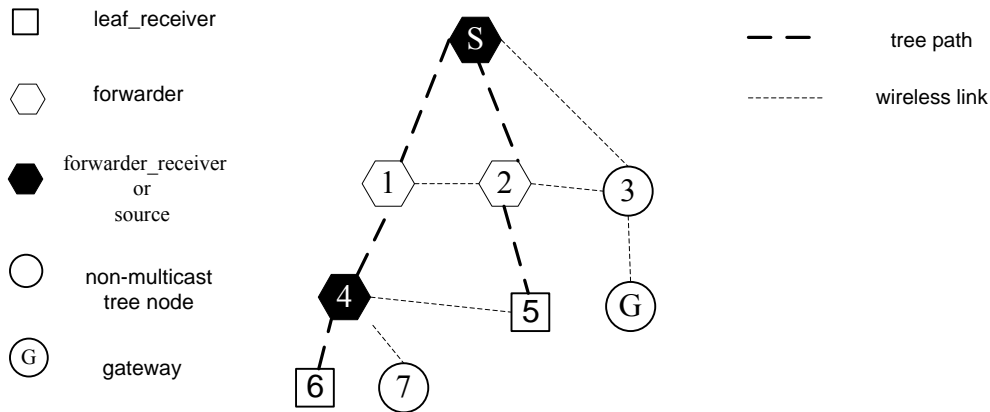 leaf_receiver
forwarder
forwarder_receiver
or
source
non-multicast
tree node
G
gateway
S
1
2
3
4
5
G
6
7
tree path
wireless link